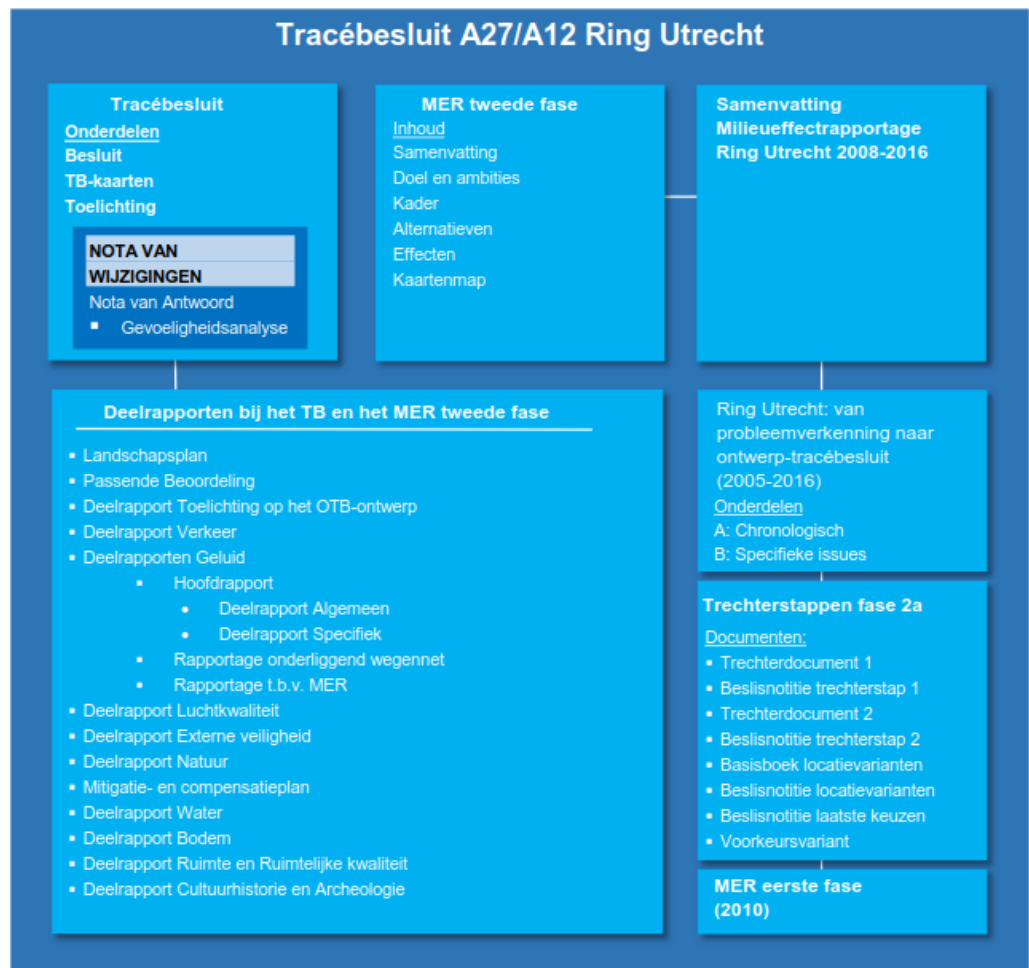 Tracébesluit A27/A12 Ring Utrecht
Tracébesluit
Onderdelen
Besluit
TB-kaarten
Toelichting
NOTA VAN
WIJZIGINGEN
Nota van Antwoord
▪ Gevoeligheidsanalyse
MER tweede fase
Inhoud
Samenvatting
Doel en ambities
Kader
Alternatieven
Effecten
Kaartenmap
Samenvatting
Milieueffectrapportage
Ring Utrecht 2008-2016
Deelrapporten bij het TB en het MER tweede fase
▪ Landschapsplan
▪ Passende Beoordeling
▪ Deelrapport Toelichting op het OTB-ontwerp
▪ Deelrapport Verkeer
▪ Deelrapporten Geluid
▪ Hoofdrapport
• Deelrapport Algemeen
• Deelrapport Specifiek
▪ Rapportage onderliggend wegennet
▪ Rapportage t.b.v. MER
▪ Deelrapport Luchtkwaliteit
▪ Deelrapport Externe veiligheid
▪ Deelrapport Natuur
▪ Mitigatie- en compensatieplan
▪ Deelrapport Water
▪ Deelrapport Bodem
▪ Deelrapport Ruimte en Ruimtelijke kwaliteit
▪ Deelrapport Cultuurhistorie en Archeologie
Ring Utrecht: van
probleemverkenning naar
ontwerp-tracébesluit
(2005-2016)
Onderdelen
A: Chronologisch
B: Specifieke issues
Trechterstappen fase 2a
Documenten:
▪ Trechterdocument 1
▪ Beslisnotitie trechterstap 1
▪ Trechterdocument 2
▪ Beslisnotitie trechterstap 2
▪ Basisboek locatievarianten
▪ Beslisnotitie locatievarianten
▪ Beslisnotitie laatste keuzen
▪ Voorkeursvariant
MER eerste fase
(2010)